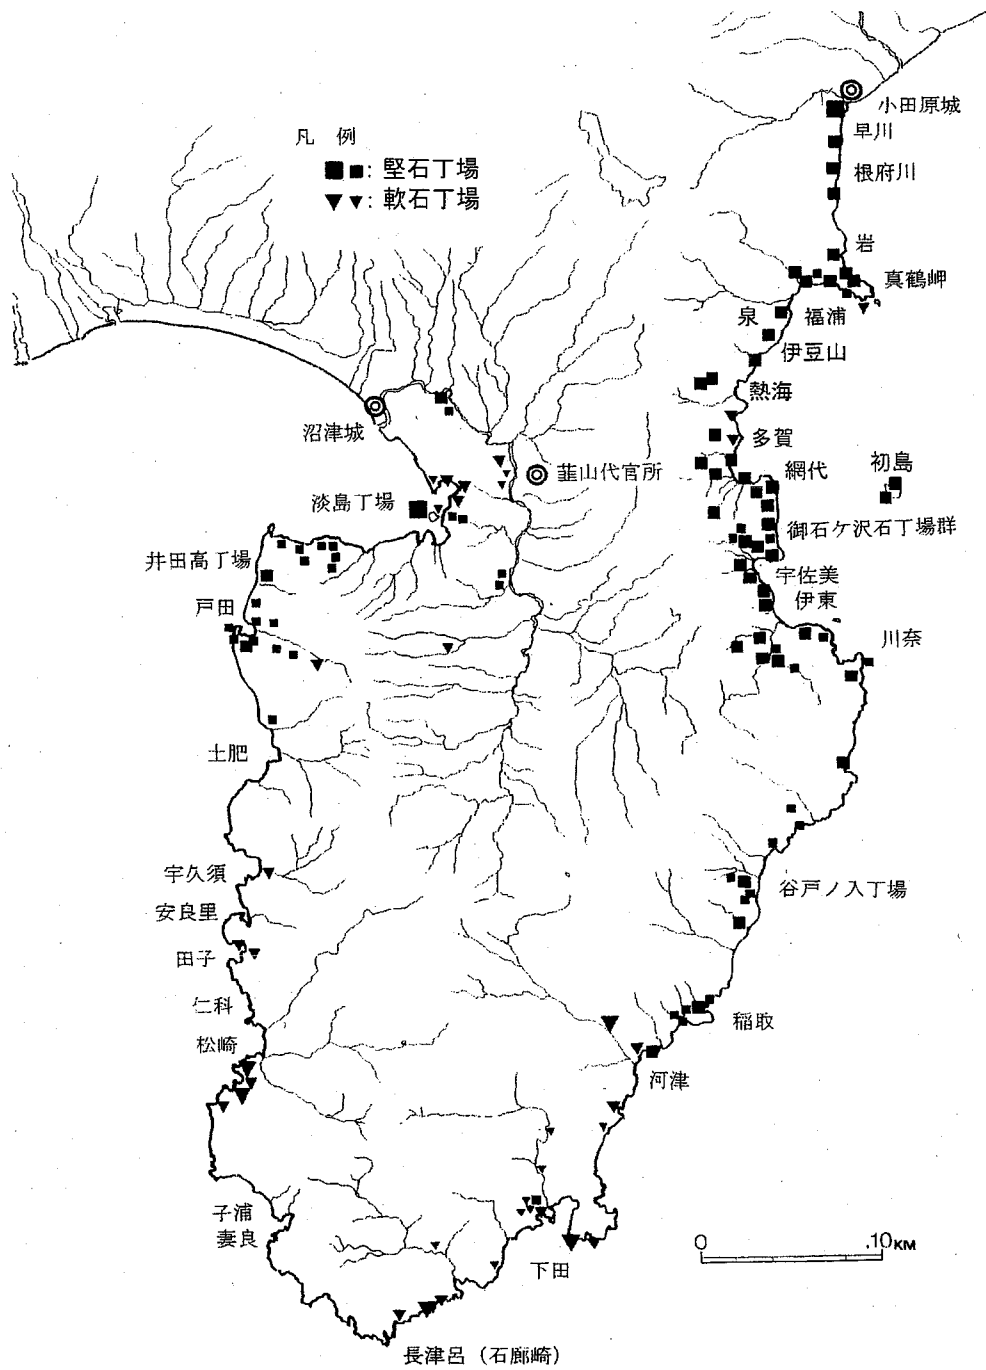 凡 例
■ ■: 堅石丁場
▼ ▼: 軟石丁場
小田原城
早川
根府川
岩
真鶴岬
福浦
泉
伊豆山
熱海
多賀
網代
初島
御石ケ沢石丁場群
宇佐美
伊東
川奈
谷戸ノ入丁場
稲取
河津
下田
長津呂（石廊崎）
沼津城
韮山代官所
淡島丁場
井田高丁場
戸田
土肥
宇久須
安良里
田子
仁科
松崎
子浦
妻良
0 10KM